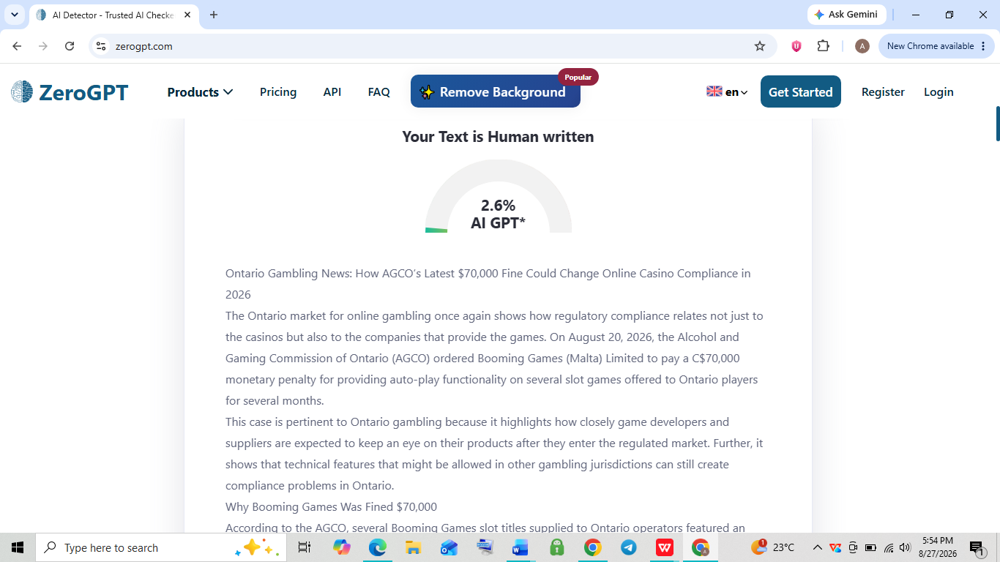 AI Detector - Trusted AI Checke
Ask Gemini
zerogpt.com
A
New Chrome available
ZeroGPT
Products
Pricing
API
FAQ
Remove Background
Popular
en
Get Started
Register
Login
Your Text is Human written
2.6%
AI GPT*
Ontario Gambling News: How AGCO’s Latest $70,000 Fine Could Change Online Casino Compliance in
2026
The Ontario market for online gambling once again shows how regulatory compliance relates not just to
the casinos but also to the companies that provide the games. On August 20, 2026, the Alcohol and
Gaming Commission of Ontario (AGCO) ordered Booming Games (Malta) Limited to pay a C$70,000
monetary penalty for providing auto-play functionality on several slot games offered to Ontario players
for several months.
This case is pertinent to Ontario gambling because it highlights how closely game developers and
suppliers are expected to keep an eye on their products after they enter the regulated market. Further, it
shows that technical features that might be allowed in other gambling jurisdictions can still create
compliance problems in Ontario.
Why Booming Games Was Fined $70,000
According to the AGCO, several Booming Games slot titles supplied to Ontario operators featured an
Type here to search
1
23°C
5:54 PM
8/27/2026
1